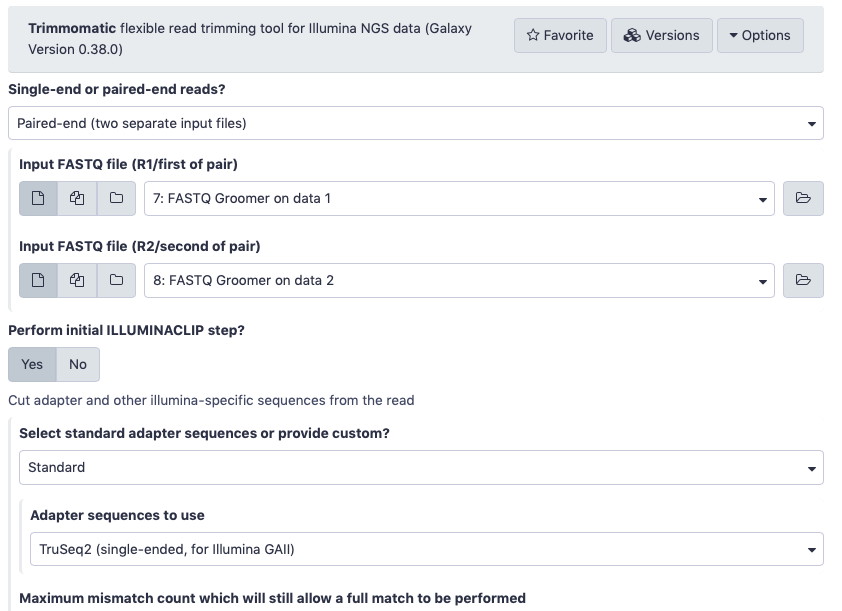 Trimmomatic flexible read trimming tool for Illumina NGS data (Galaxy
Version 0.38.0)
Favorite
Versions
Options
Single-end or paired-end reads?
Paired-end (two separate input files)
Input FASTQ file (R1/first of pair)
7: FASTQ Groomer on data 1
Input FASTQ file (R2/second of pair)
8: FASTQ Groomer on data 2
Perform initial ILLUMINACLIP step?
Yes No
Cut adapter and other illumina-specific sequences from the read
Select standard adapter sequences or provide custom?
Standard
Adapter sequences to use
TruSeq2 (single-ended, for Illumina GAII)
Maximum mismatch count which will still allow a full match to be performed